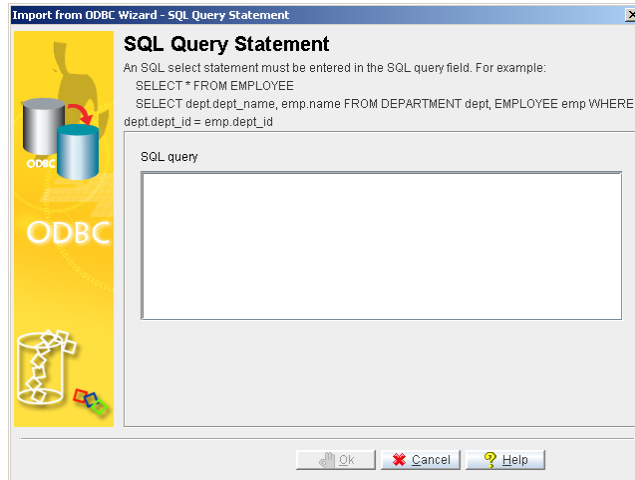 Import from ODBC Wizard - SQL Query Statement
SQL Query Statement
An SQL select statement must be entered in the SQL query field. For example:
SELECT * FROM EMPLOYEE
SELECT dept.dept_name, emp.name FROM DEPARTMENT dept, EMPLOYEE emp WHERE
dept.dept_id = emp.dept_id
SQL query
ODBC
ODBC
Ok
Cancel
Help